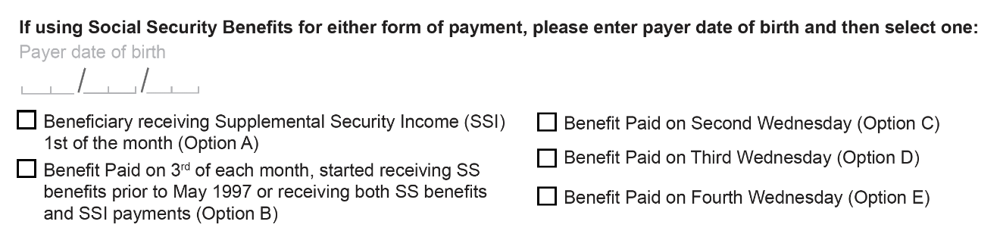 If using Social Security Benefits for either form of payment, please enter payer date of birth and then select one:
Payer date of birth
/ /
Beneficiary receiving Supplemental Security Income (SSI)
1st of the month (Option A)
Benefit Paid on 3rd of each month, started receiving SS
benefits prior to May 1997 or receiving both SS benefits
and SSI payments (Option B)
Benefit Paid on Second Wednesday (Option C)
Benefit Paid on Third Wednesday (Option D)
Benefit Paid on Fourth Wednesday (Option E)